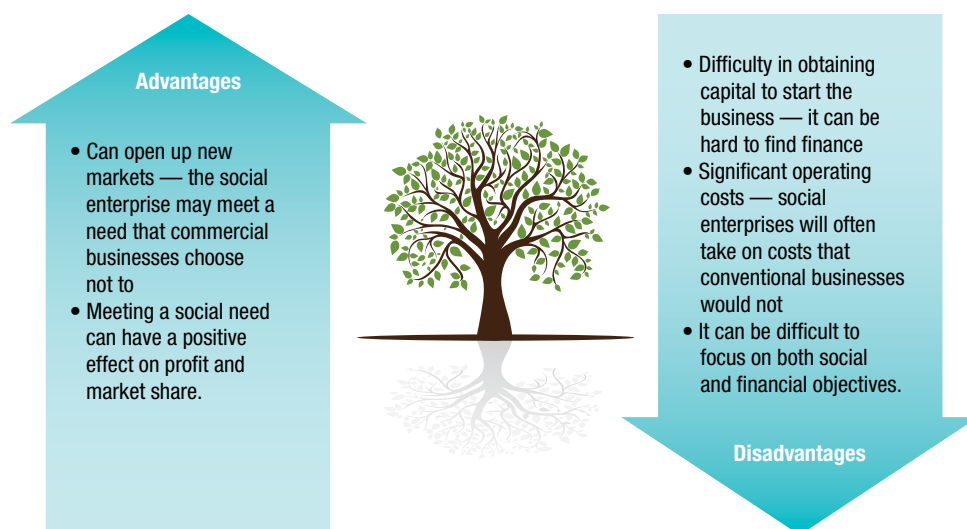 Advantages
• Can open up new
markets — the social
enterprise may meet a
need that commercial
businesses choose
not to
• Meeting a social need
can have a positive
effect on profit and
market share.
• Difficulty in obtaining
capital to start the
business — it can be
hard to find finance
• Significant operating
costs — social
enterprises will often
take on costs that
conventional businesses
would not
• It can be difficult to
focus on both social
and financial objectives.
Disadvantages